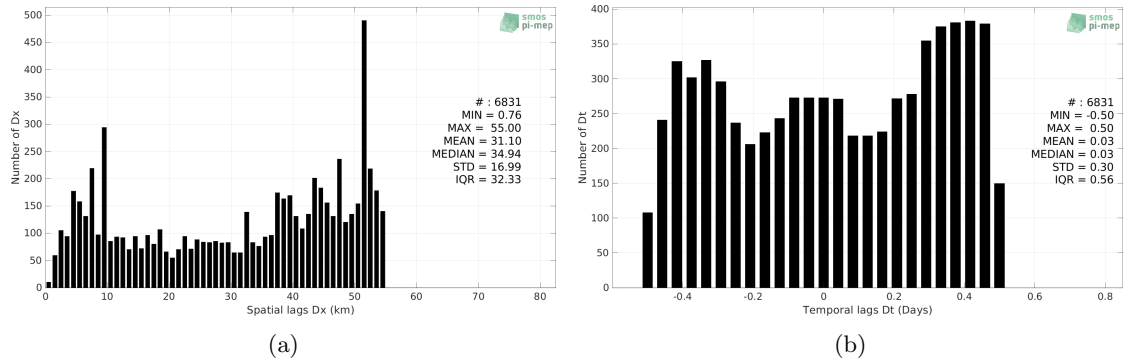 smos
pi-mep
Number of Dx
500
450
400
350
300
250
200
150
100
50
0
# : 6831
MIN = 0.76
MAX = 55.00
MEAN = 31.10
MEDIAN = 34.94
STD = 16.99
IQR = 32.33
0 10 20 30 40 50 60 70 80
Spatial lags Dx (km)
(a)
smos
pi-mep
Number of Dt
400
350
300
250
200
150
100
50
0
# : 6831
MIN = -0.50
MAX = 0.50
MEAN = 0.03
MEDIAN = 0.03
STD = 0.30
IQR = 0.56
-0.4 -0.2 0 0.2 0.4 0.6 0.8
Temporal lags Dt (Days)
(b)